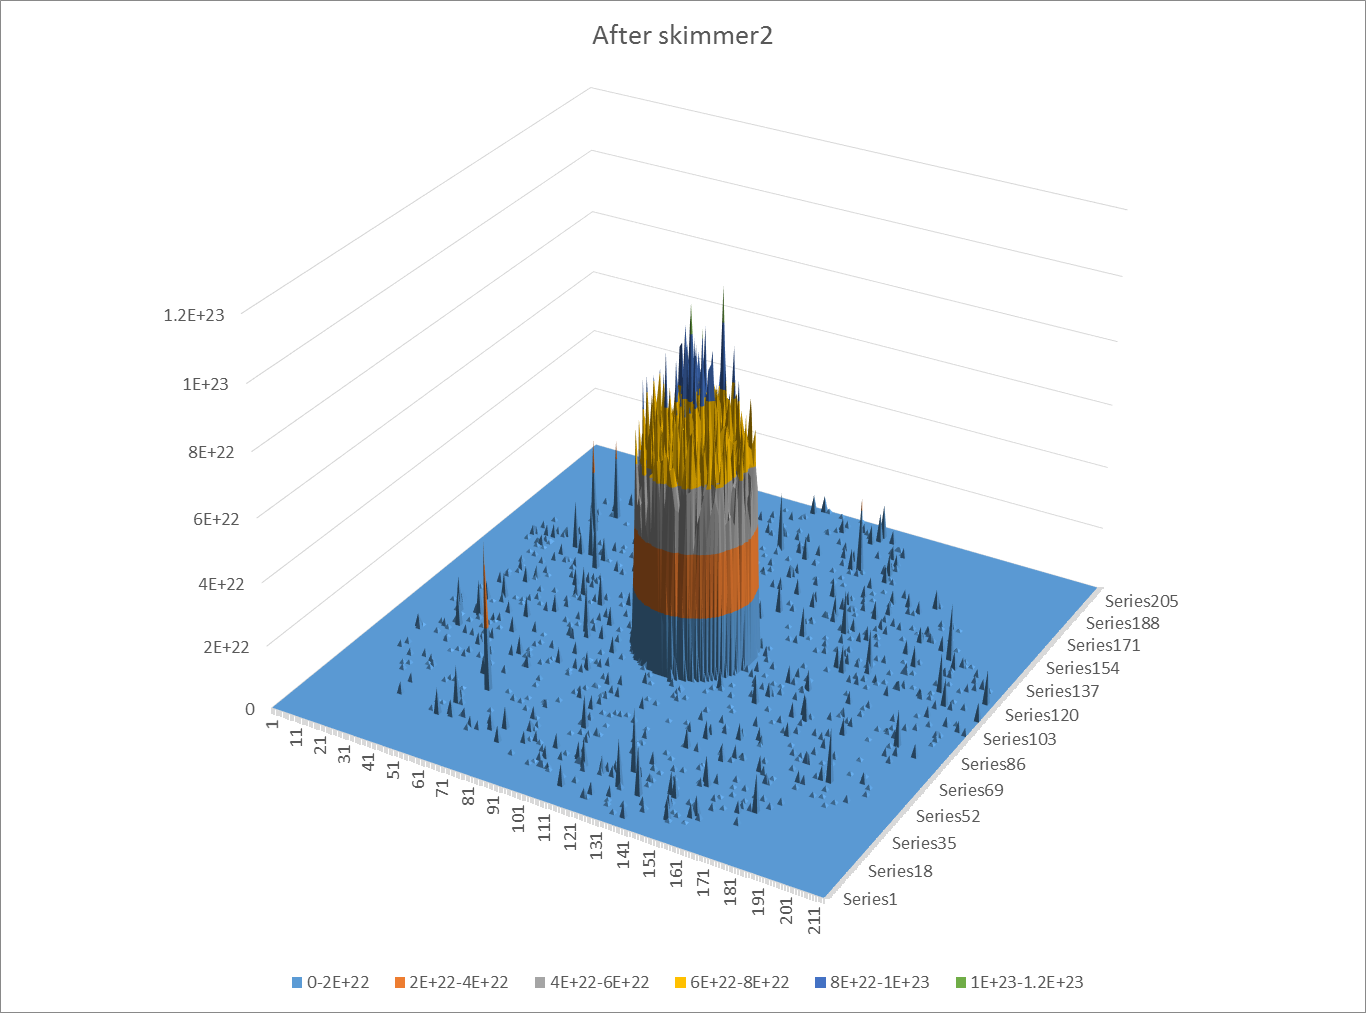 After skimmer2
1.2E+23
1E+23
8E+22
6E+22
4E+22
2E+22
0
1
11
21
31
41
51
61
71
81
91
101
111
121
131
141
151
161
171
181
191
201
211
Series205
Series188
Series171
Series154
Series137
Series120
Series103
Series86
Series69
Series52
Series35
Series18
Series1
0-2E+22 2E+22-4E+22 4E+22-6E+22 6E+22-8E+22 8E+22-1E+23 1E+23-1.2E+23